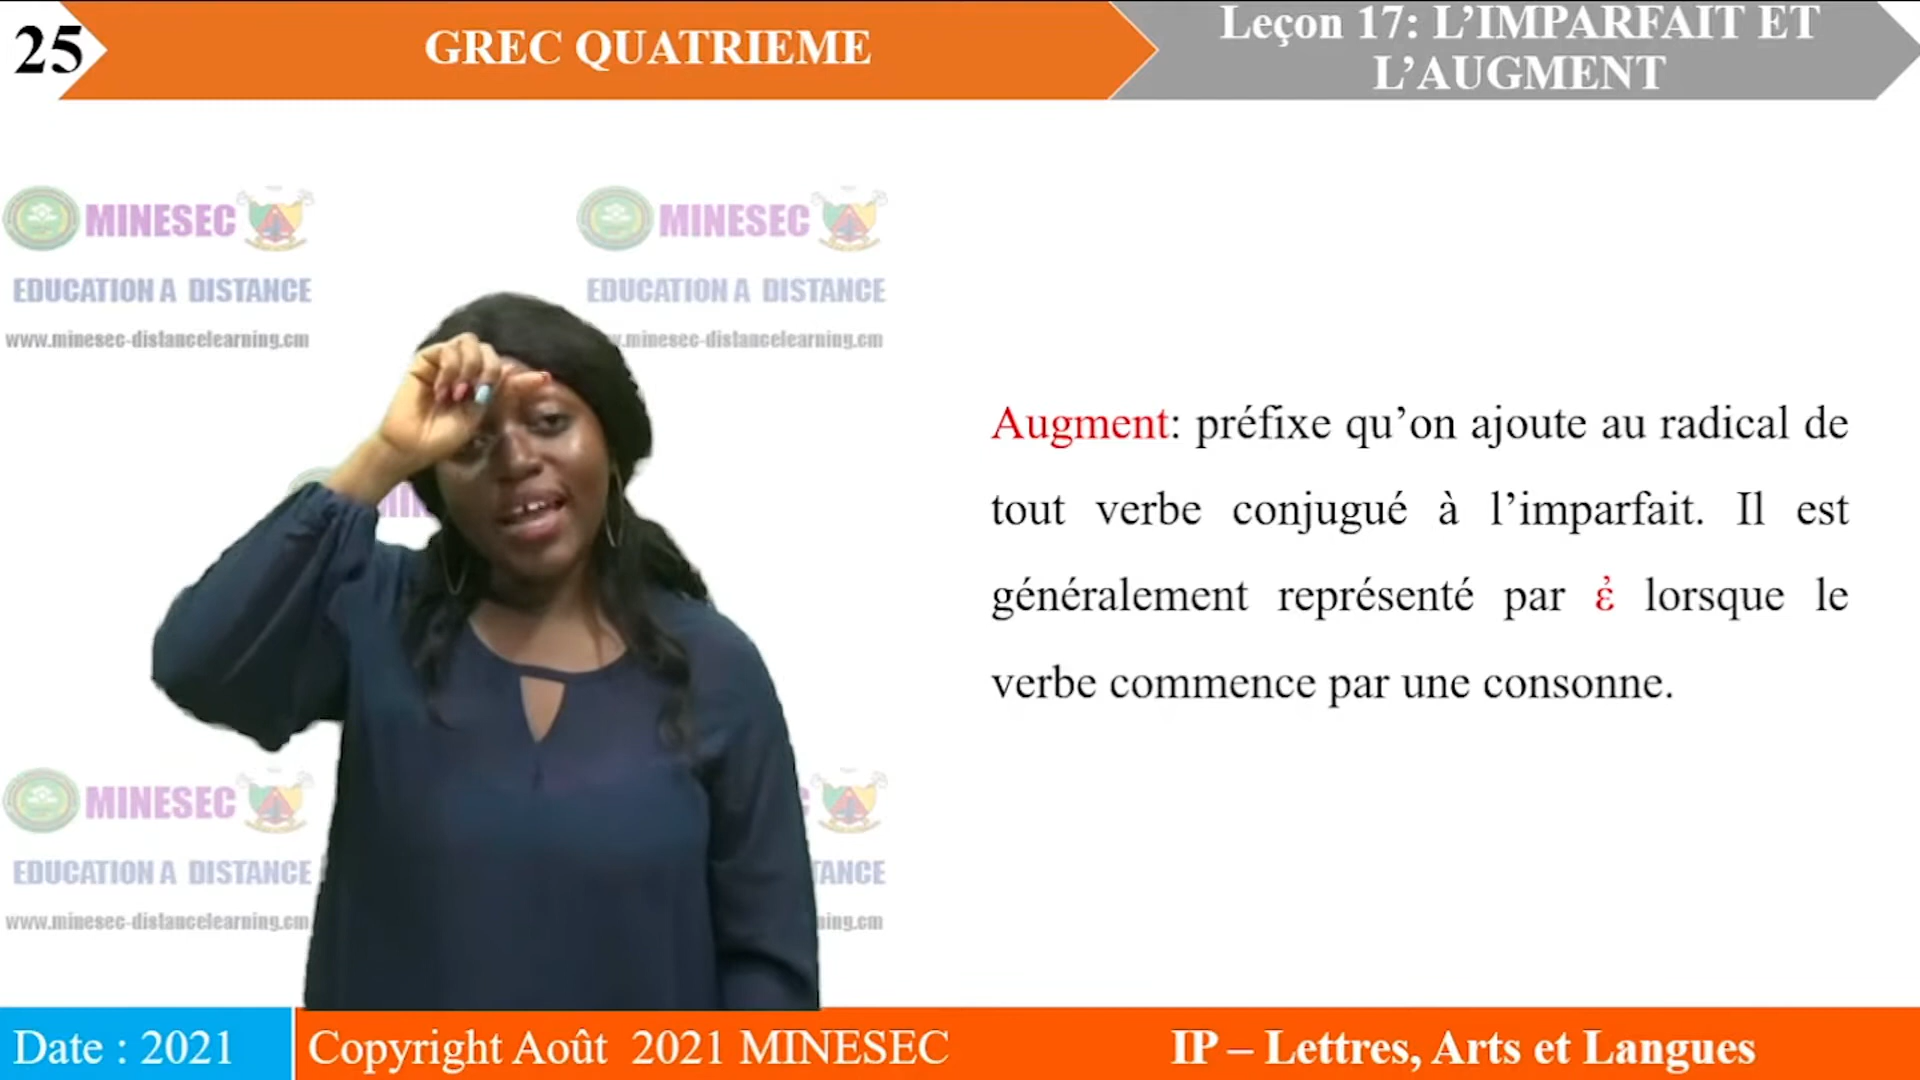 25
GREC QUATRIEME
Leçon 17: L’IMPARFAIT ET
L’AUGMENT
MINESEC
MINESEC
EDUCATION A DISTANCE
EDUCATION A DISTANCE
www.minesec-distancelearning.cm
.minesec-distancelearning.cm
Augment: préfixe qu’on ajoute au radical de
tout verbe conjugué à l’imparfait. Il est
généralement représenté par ἐ lorsque le
verbe commence par une consonne.
MINESEC
EDUCATION A DISTANCE
www.minesec-distancelearning.cm
Date : 2021
Copyright Août 2021 MINESEC
IP – Lettres, Arts et Langues